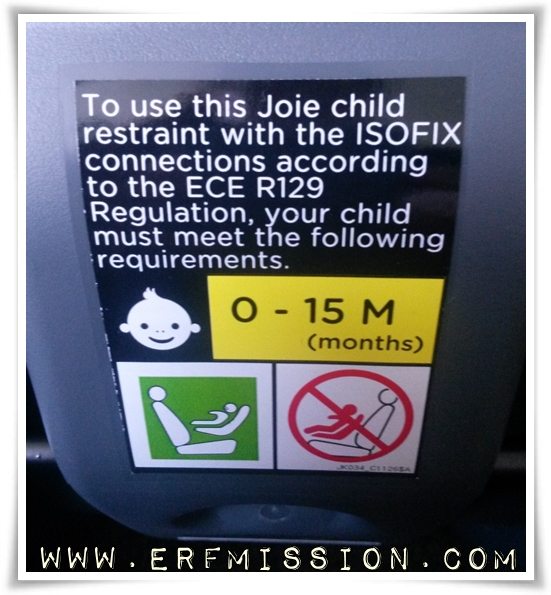 To use this Joie child
restraint with the ISOFIX
connections according
to the ECE R129
Regulation, your child
must meet the following
requirements.
0 - 15 M
(months)
JK034_C1126SA
WWW.ERFMISSION.COM